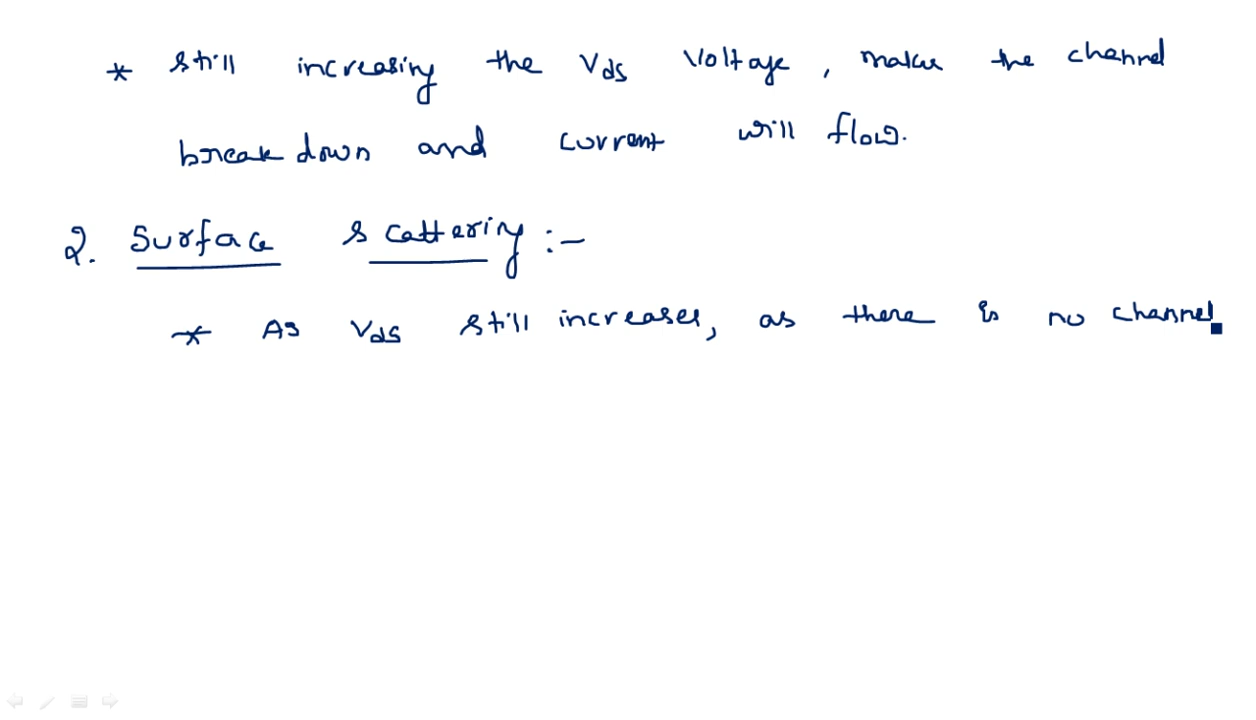 * still increasing the Vds Voltage, makes the channel
breakdown and current will flow.
2. Surface scattering :-
* As Vds still increases, as there is no channel